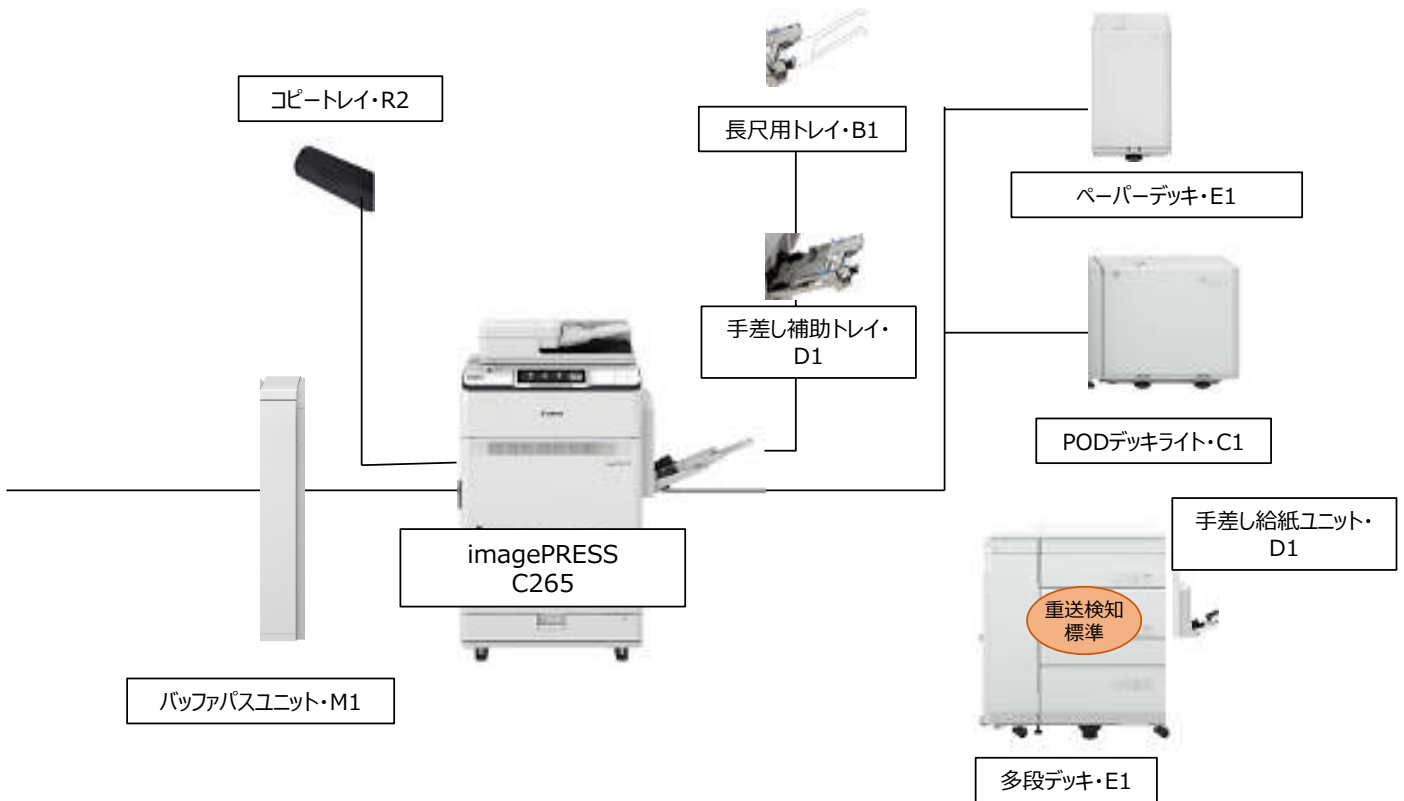 コピートレイ・R2
長尺用トレイ・B1
ペーパーデッキ・E1
手差し補助トレイ・
D1
PODデッキライト・C1
Canon
imagePRESS
C265
手差し給紙ユニット・
D1
重送検知
標準
バッファパスユニット・M1
多段デッキ・E1